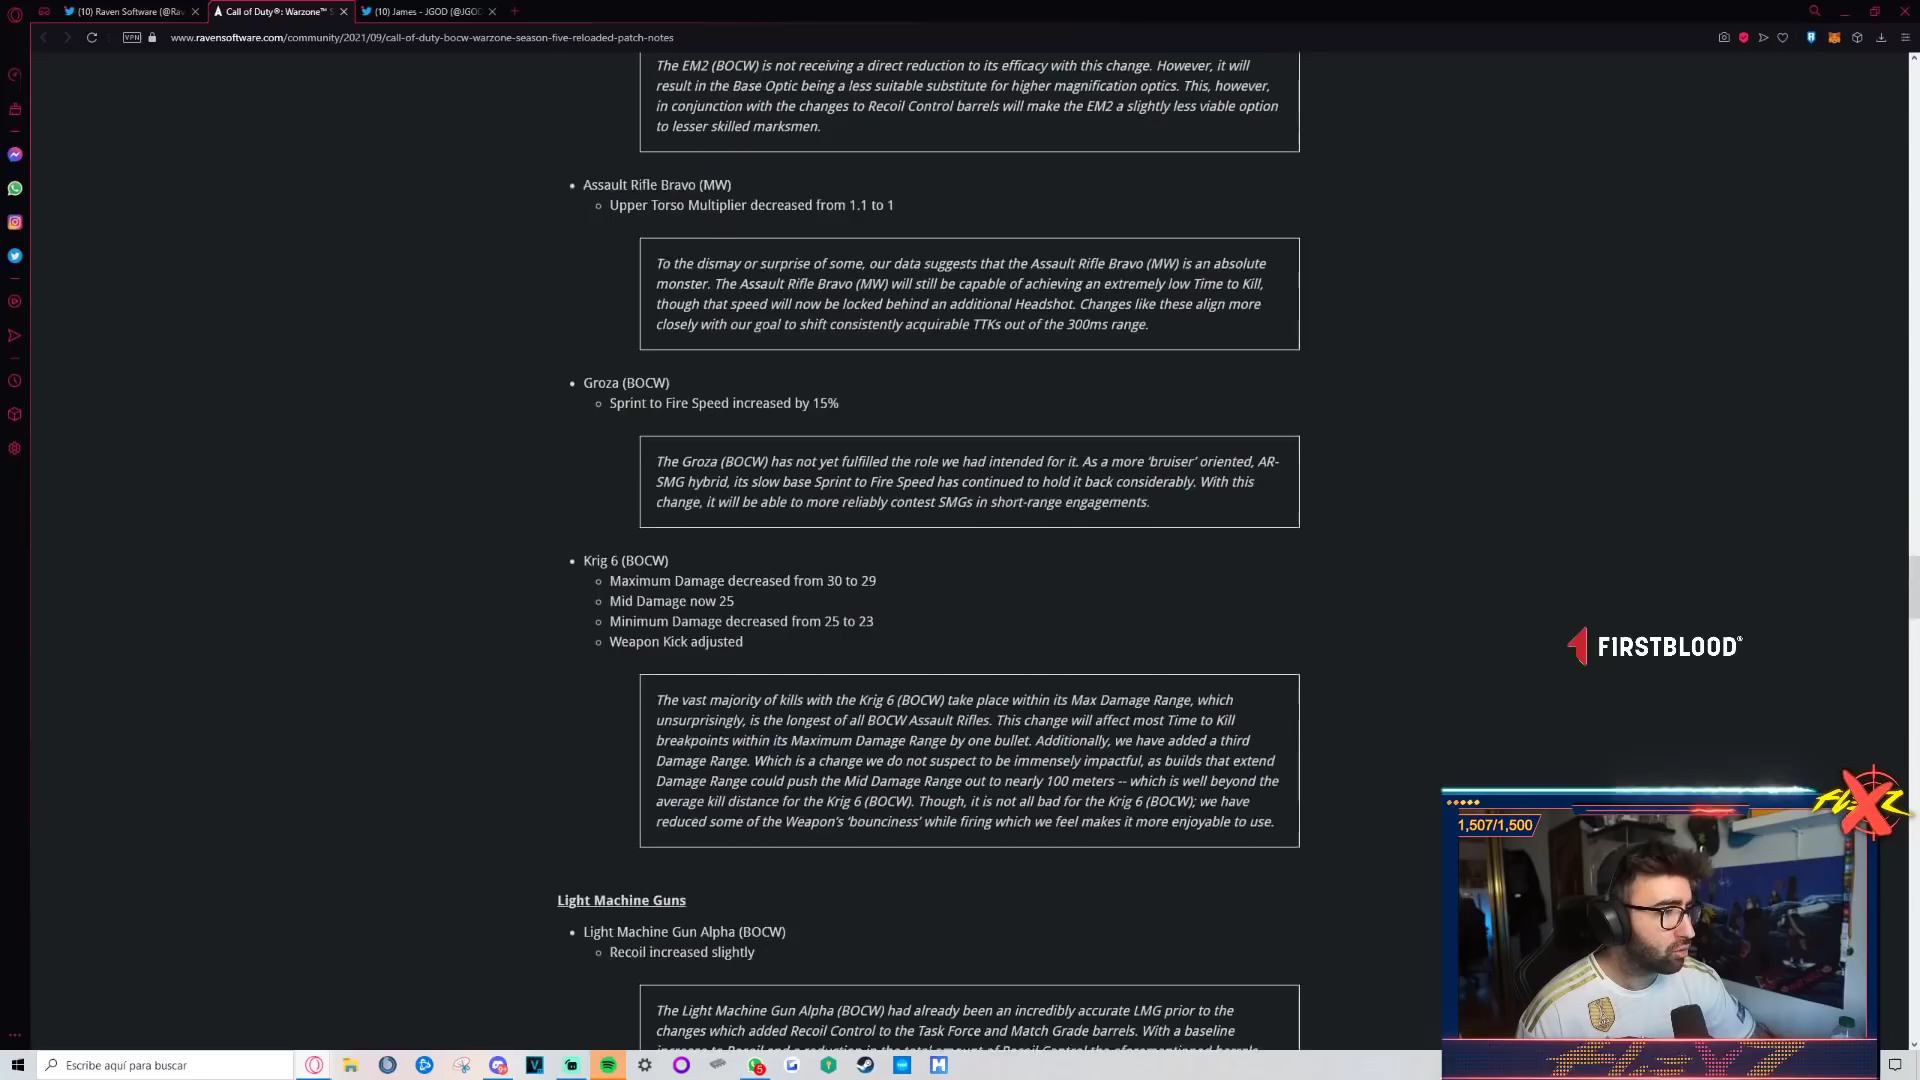 (10) Raven Software (@Rav
Call of Duty®: Warzone™ S
(10) James - JGOD (@JGOD
VPN
www.ravensoftware.com/community/2021/09/call-of-duty-bocw-warzone-season-five-reloaded-patch-notes
The EM2 (BOCW) is not receiving a direct reduction to its efficacy with this change. However, it will
result in the Base Optic being a less suitable substitute for higher magnification optics. This, however,
in conjunction with the changes to Recoil Control barrels will make the EM2 a slightly less viable option
to lesser skilled marksmen.
Assault Rifle Bravo (MW)
Upper Torso Multiplier decreased from 1.1 to 1
To the dismay or surprise of some, our data suggests that the Assault Rifle Bravo (MW) is an absolute
monster. The Assault Rifle Bravo (MW) will still be capable of achieving an extremely low Time to Kill,
though that speed will now be locked behind an additional Headshot. Changes like these align more
closely with our goal to shift consistently acquirable TTKs out of the 300ms range.
Groza (BOCW)
Sprint to Fire Speed increased by 15%
The Groza (BOCW) has not yet fulfilled the role we had intended for it. As a more ‘bruiser’ oriented, AR-
SMG hybrid, its slow base Sprint to Fire Speed has continued to hold it back considerably. With this
change, it will be able to more reliably contest SMGs in short-range engagements.
Krig 6 (BOCW)
Maximum Damage decreased from 30 to 29
Mid Damage now 25
Minimum Damage decreased from 25 to 23
Weapon Kick adjusted
The vast majority of kills with the Krig 6 (BOCW) take place within its Max Damage Range, which
unsurprisingly, is the longest of all BOCW Assault Rifles. This change will affect most Time to Kill
breakpoints within its Maximum Damage Range by one bullet. Additionally, we have added a third
Damage Range. Which is a change we do not suspect to be immensely impactful, as builds that extend
Damage Range could push the Mid Damage Range out to nearly 100 meters -- which is well beyond the
average kill distance for the Krig 6 (BOCW). Though, it is not all bad for the Krig 6 (BOCW); we have
reduced some of the Weapon’s ‘bounciness’ while firing which we feel makes it more enjoyable to use.
Light Machine Guns
Light Machine Gun Alpha (BOCW)
Recoil increased slightly
The Light Machine Gun Alpha (BOCW) had already been an incredibly accurate LMG prior to the
changes which added Recoil Control to the Task Force and Match Grade barrels. With a baseline
FIRSTBLOOD®
1,507/1,500
Escribe aquí para buscar
5